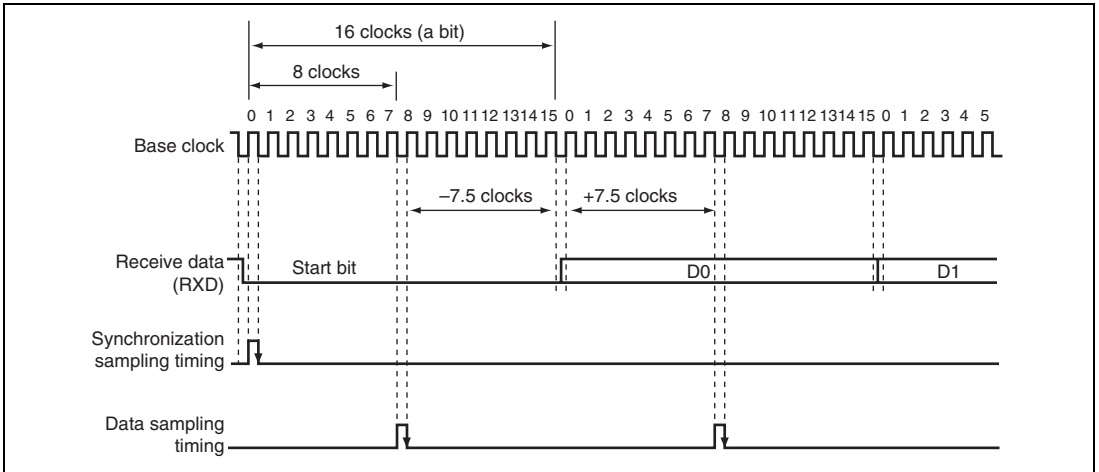 16 clocks (a bit)
8 clocks
0 1 2 3 4 5 6 7 8 9 10 11 12 13 14 15 0 1 2 3 4 5 6 7 8 9 10 11 12 13 14 15 0 1 2 3 4 5
Base clock
–7.5 clocks +7.5 clocks
Receive data
(RXD)
Start bit D0 D1
Synchronization
sampling timing
Data sampling
timing